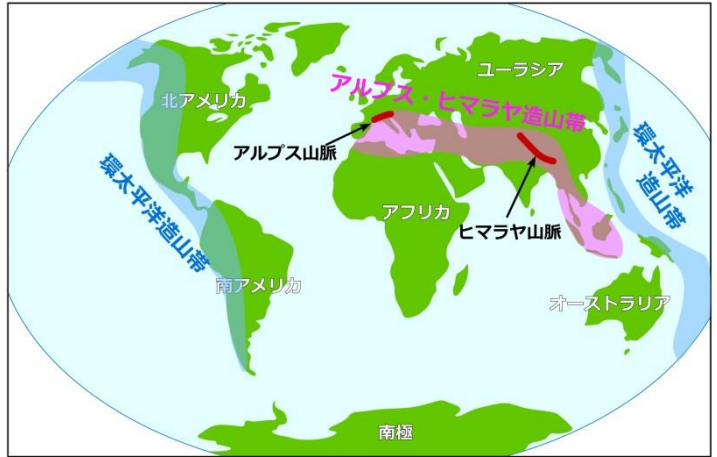 ユーラシア
北アメリカ
アルプス・ヒマラヤ造山帯
アルプス山脈
環太平洋
造山帯
環太平洋造山帯
アフリカ
ヒマラヤ山脈
南アメリカ
オーストラリア
南極